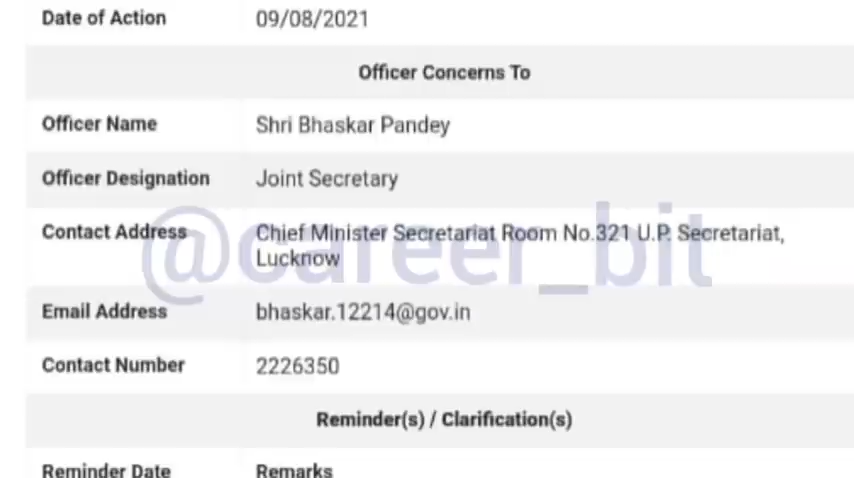 Date of Action 09/08/2021
Officer Concerns To
Officer Name Shri Bhaskar Pandey
Officer Designation Joint Secretary
Contact Address Chief Minister Secretariat Room No.321 U.P. Secretariat,
Lucknow
@career_bit
Email Address bhaskar.12214@gov.in
Contact Number 2226350
Reminder(s) / Clarification(s)
Reminder Date Remarks